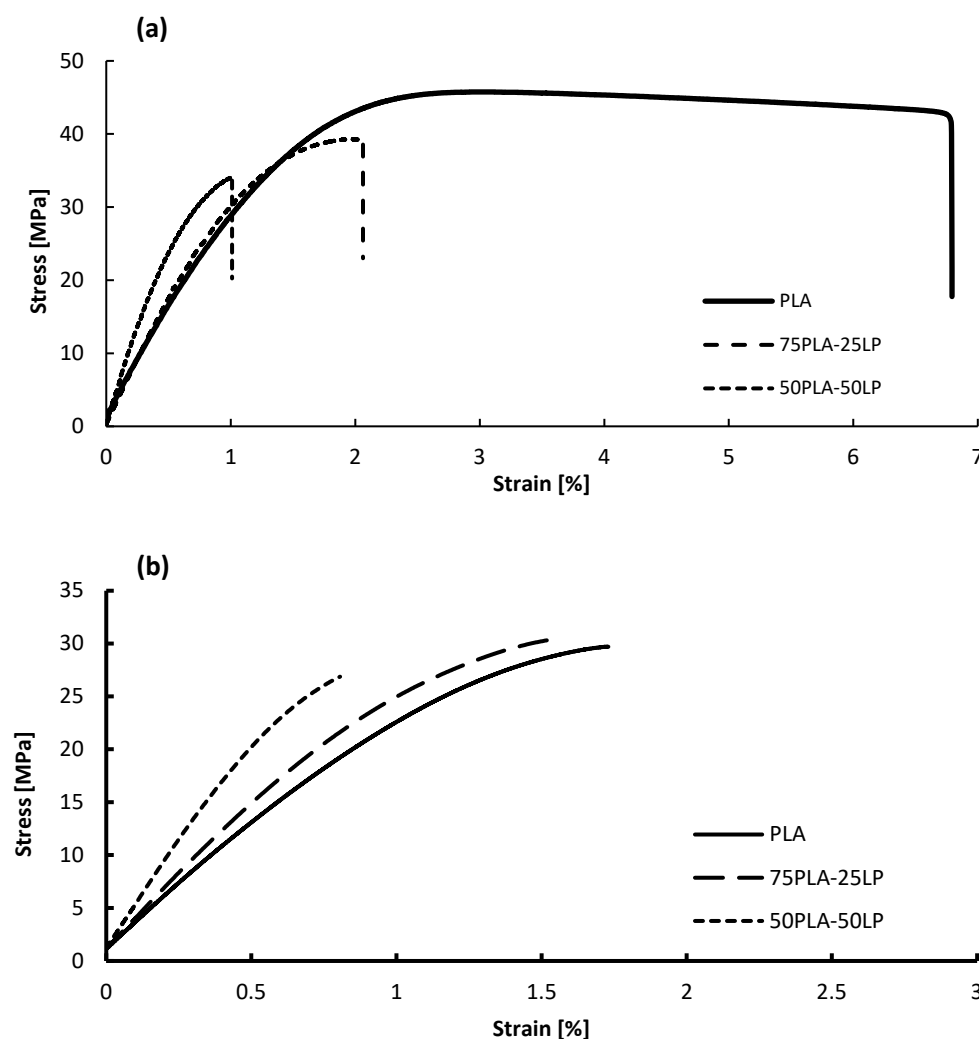 (a)
50
40
30
20
10
0
Stress [MPa]
PLA
75PLA-25LP
50PLA-50LP
0 1 2 3 4 5 6 7
Strain [%]
(b)
35
30
25
20
15
10
5
0
Stress [MPa]
PLA
75PLA-25LP
50PLA-50LP
0 0.5 1 1.5 2 2.5 3
Strain [%]